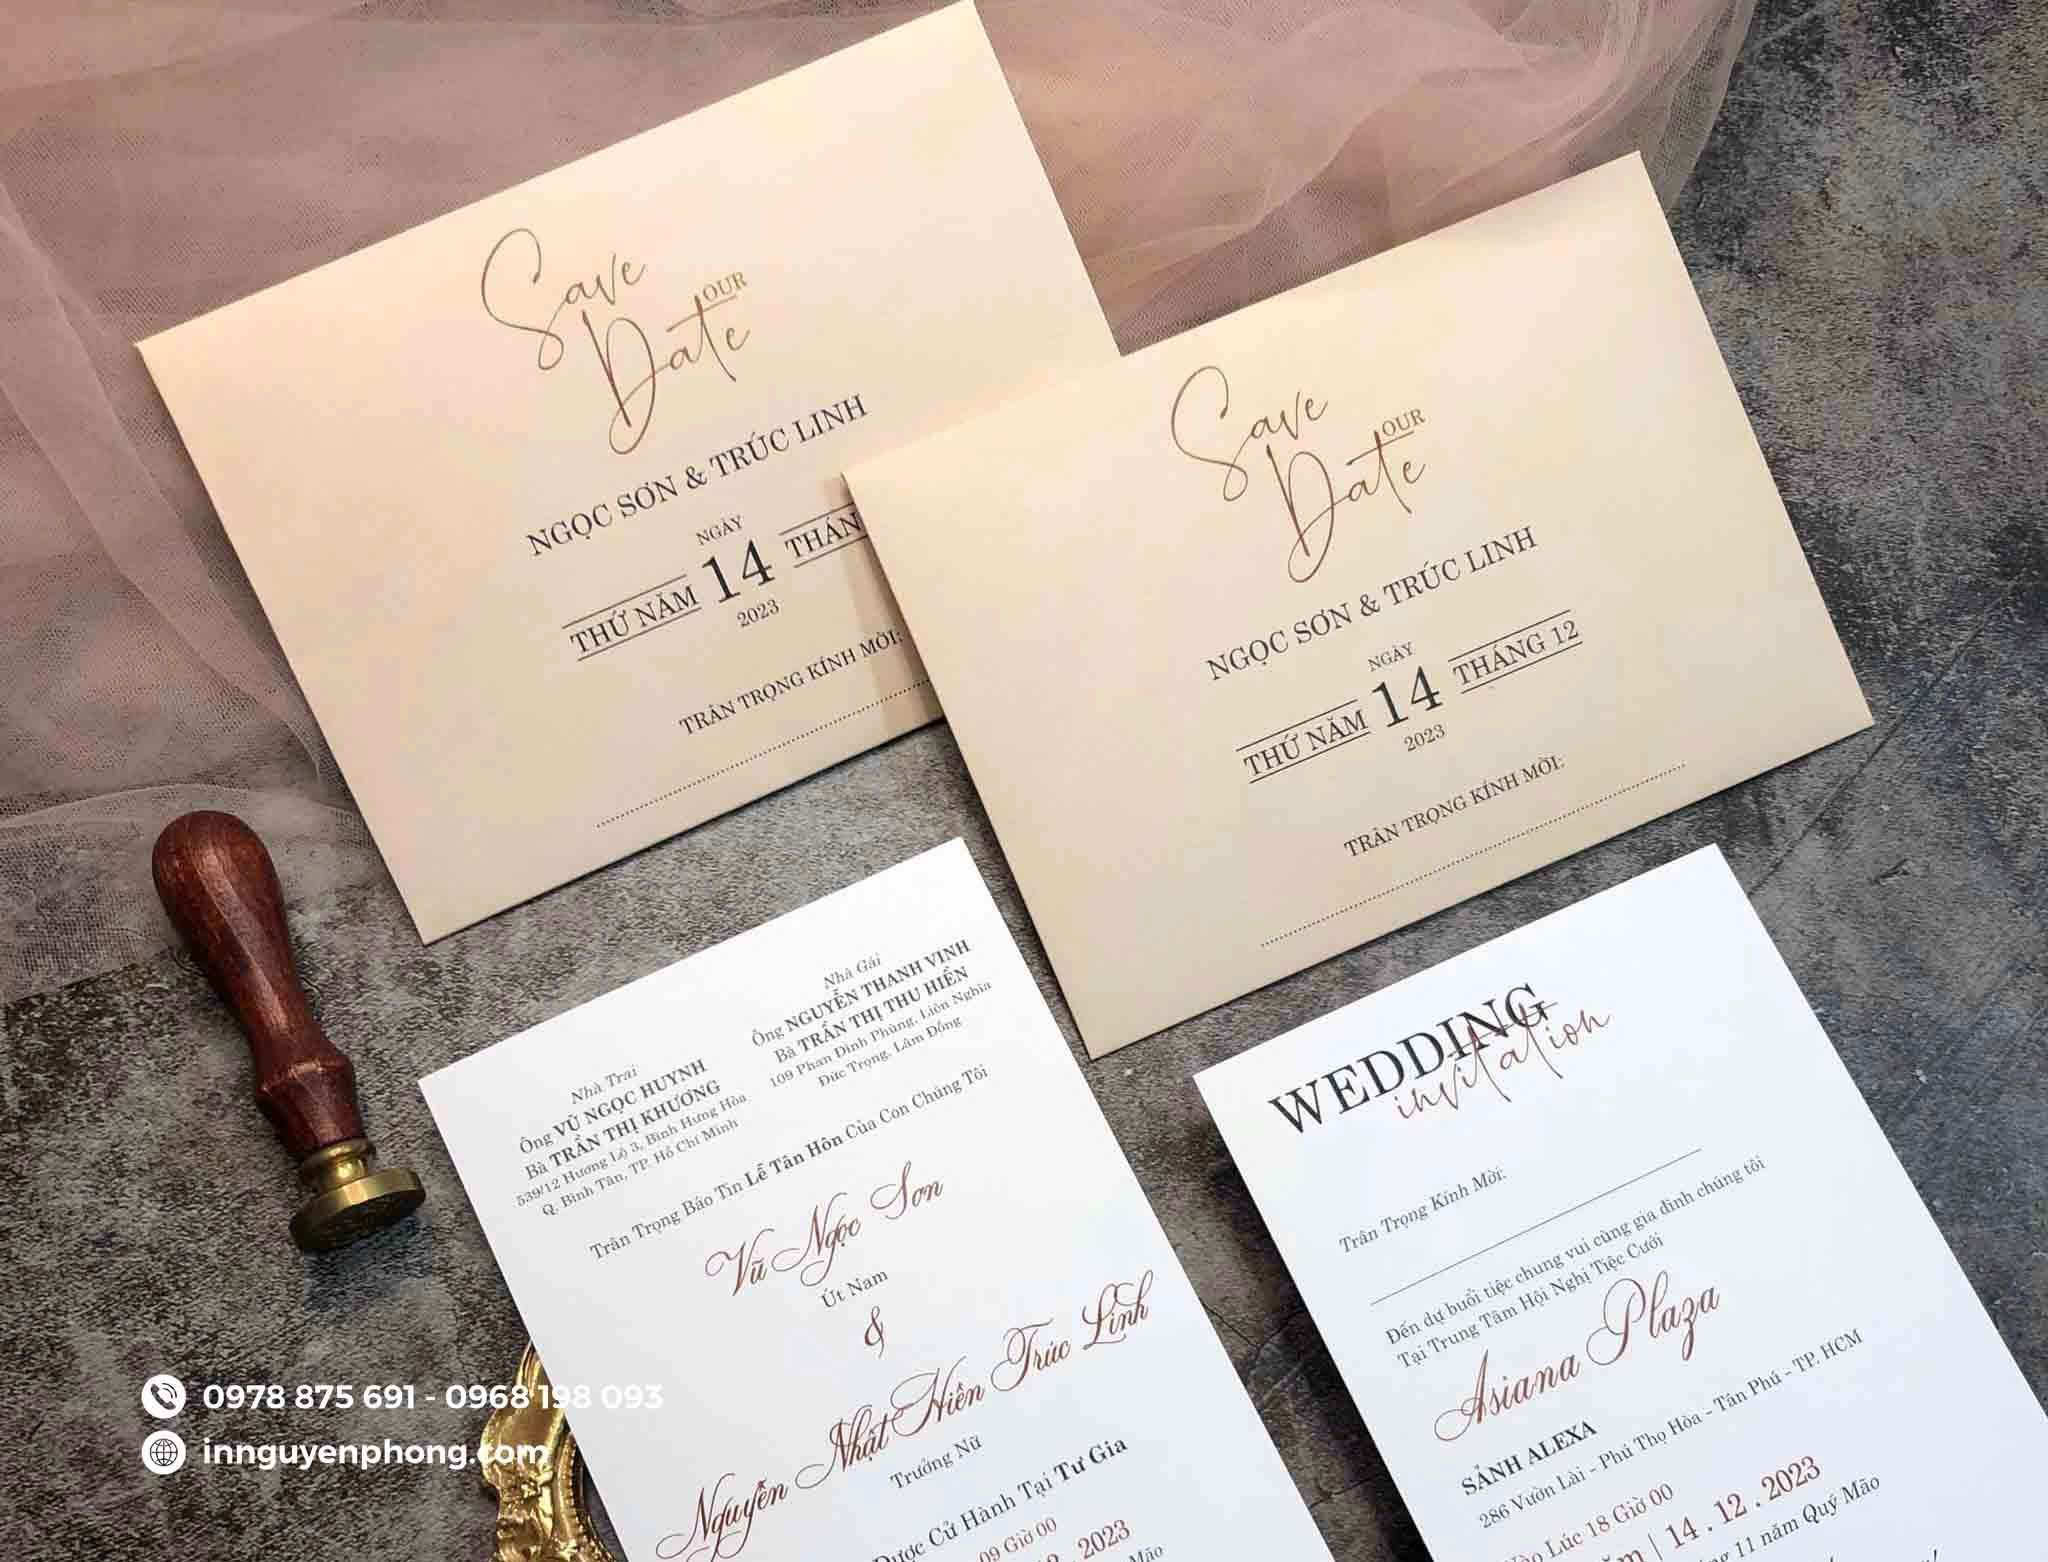 Save
OUR
Date
NGỌC SƠN & TRÚC LINH
NGÀY
THỨ NĂM 14 THÁN
2023
TRÂN TRỌNG KÍNH MỜI:
Save
OUR
Date
NGỌC SƠN & TRÚC LINH
NGÀY
THỨ NĂM 14 THÁNG 12
2023
TRÂN TRỌNG KÍNH MỜI:
Nhà Trai
Ông VŨ NGỌC HUYNH
Bà TRẦN THỊ KHƯƠNG
539/12 Hương Lộ 3, Bình Hưng Hòa
Q. Bình Tân, TP. Hồ Chí Minh
Nhà Gái
Ông NGUYỄN THANH VINH
Bà TRẦN THỊ THU HIỀN
109 Phan Đình Phùng, Liên Nghĩa
Đức Trọng, Lâm Đồng
Trân Trọng Báo Tin Lễ Tân Hôn Của Con Chúng Tôi
Vũ Ngọc Sơn
Út Nam
&
Nguyễn Nhật Hiền Trúc Linh
Trưởng Nữ
Được Cử Hành Tại Tư Gia
09 Giờ 00
2023
Mão
WEDDING
invitation
Trân Trọng Kính Mời:
Đến dự buổi tiệc chung vui cùng gia đình chúng tôi
Tại Trung Tâm Hội Nghị Tiệc Cưới
Asiana Plaza
SẢNH ALEXA
286 Vườn Lài - Phú Thọ Hòa - Tân Phú - TP. HCM
Vào Lúc 18 Giờ 00
| 14 . 12 . 2023
11 năm Quý Mão
0978 875 691 - 0968 198 093
innguyenphong.com